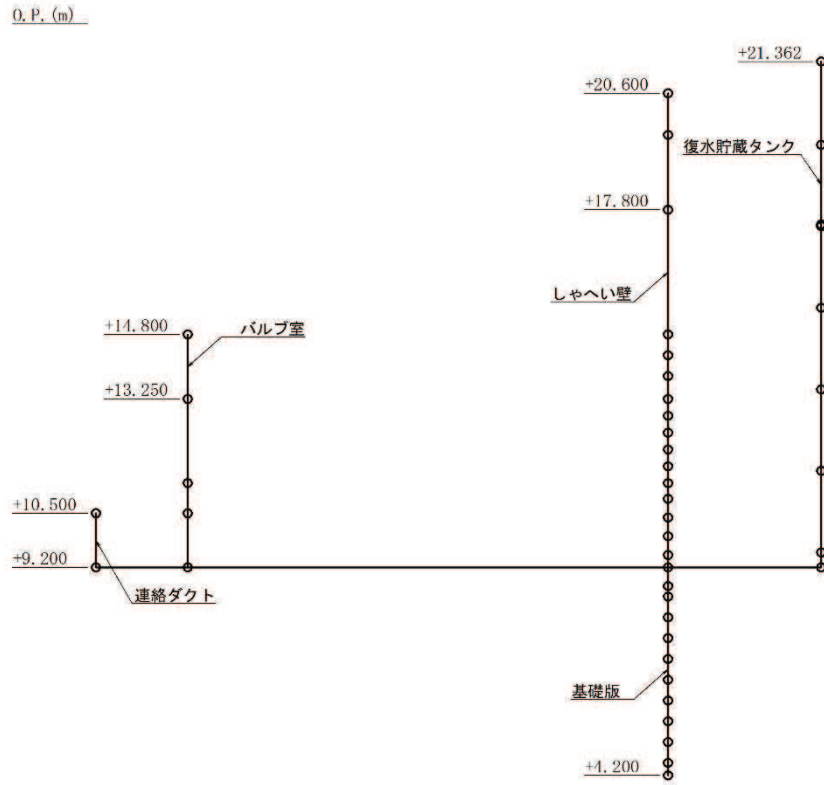 O.P.(m)
+21.362
+20.600
復水貯蔵タンク
+17.800
しゃへい壁
+14.800
バルブ室
+13.250
+10.500
+9.200
連絡ダクト
基礎版
+4.200